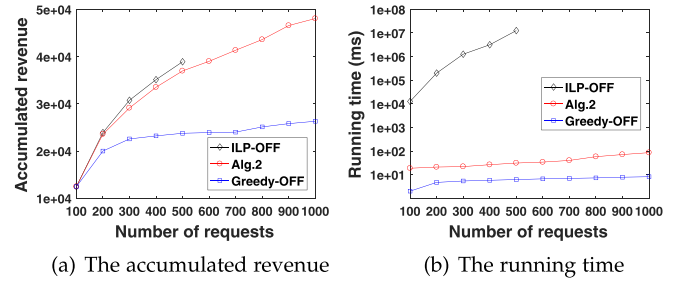 5e+04
4e+04
3e+04
2e+04
1e+04
Accumulated revenue
ILP-OFF
Alg.2
Greedy-OFF
100 200 300 400 500 600 700 800 900 1000
Number of requests
(a) The accumulated revenue
1e+08
1e+07
1e+06
1e+05
1e+04
1e+03
1e+02
1e+01
Running time (ms)
ILP-OFF
Alg.2
Greedy-OFF
100 200 300 400 500 600 700 800 900 1000
Number of requests
(b) The running time